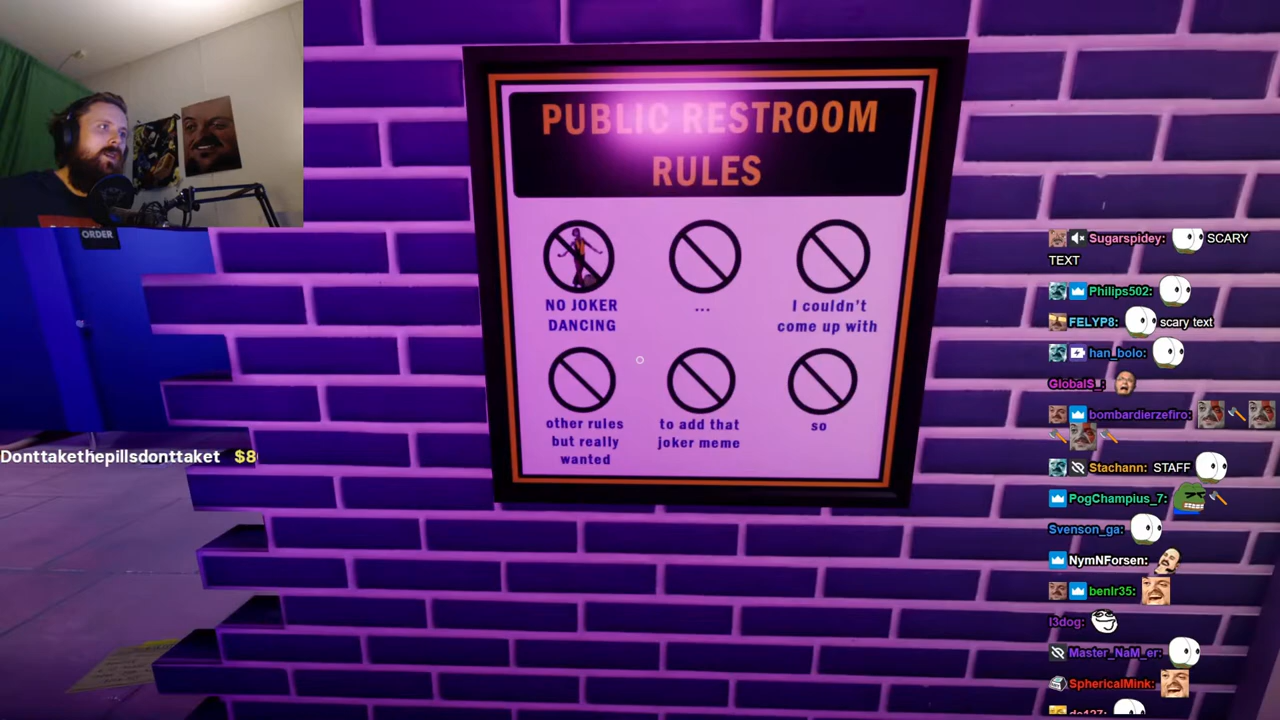 PUBLIC RESTROOM
RULES
NO JOKER
DANCING
...
I couldn't
come up with
other rules
but really
wanted
to add that
joker meme
so
ORDER
Donttakethepillsdonttaket $8
Sugarspidey: SCARY
TEXT
Philips502:
FELYP8: scary text
han_bolo:
GlobalS_:
bombardierzefiro:
Stachann: STAFF
PogChampius_7:
Svenson_ga:
NymNForsen:
benlr35:
l3dog:
Master_NaM_er:
SphericalMink: